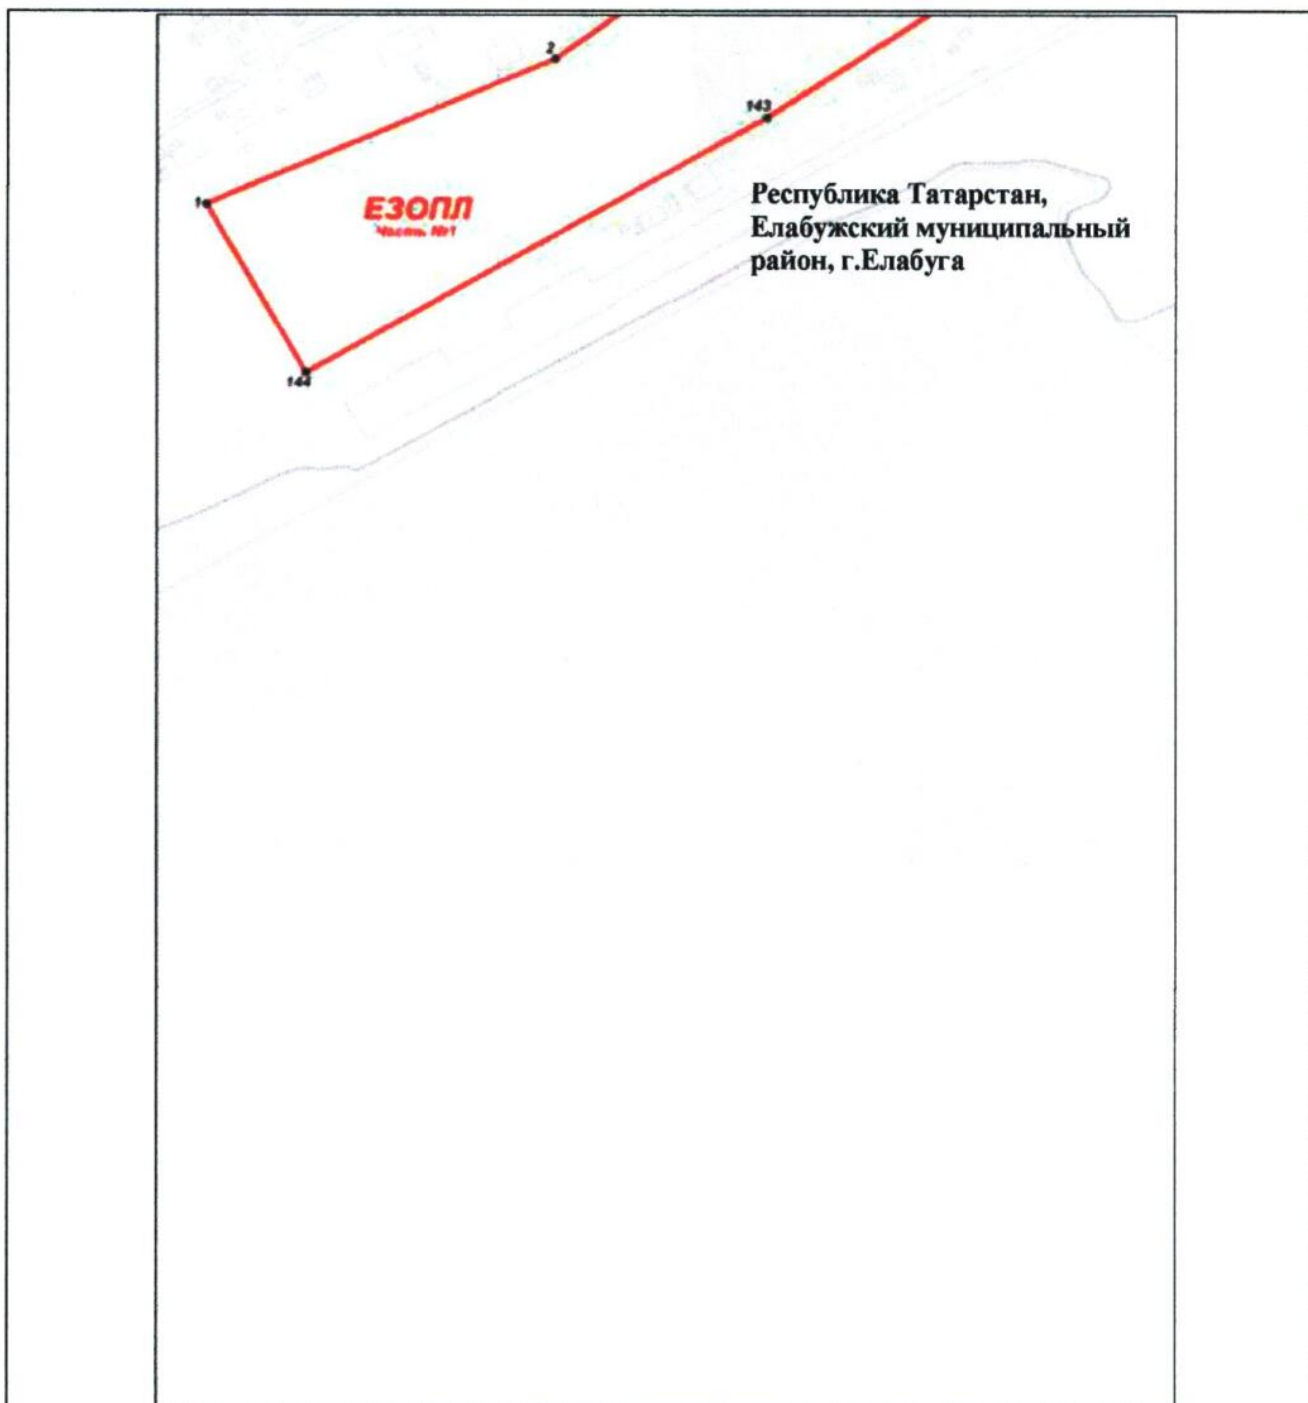 2
143
1
ЕЗОПЛ
Часть №1
Республика Татарстан,
Елабужский муниципальный
район, г.Елабуга
144